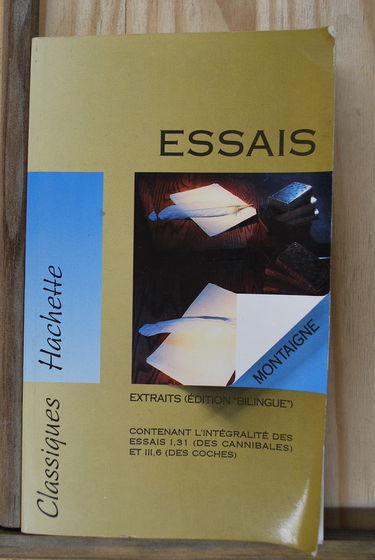 ESSAIS
MONTAIGNE
EXTRAITS (ÉDITION "BILINGUE")
CONTENANT L'INTÉGRALITÉ DES
ESSAIS I,31 (DES CANNIBALES)
ET III,6 (DES COCHES)
Classiques Hachette